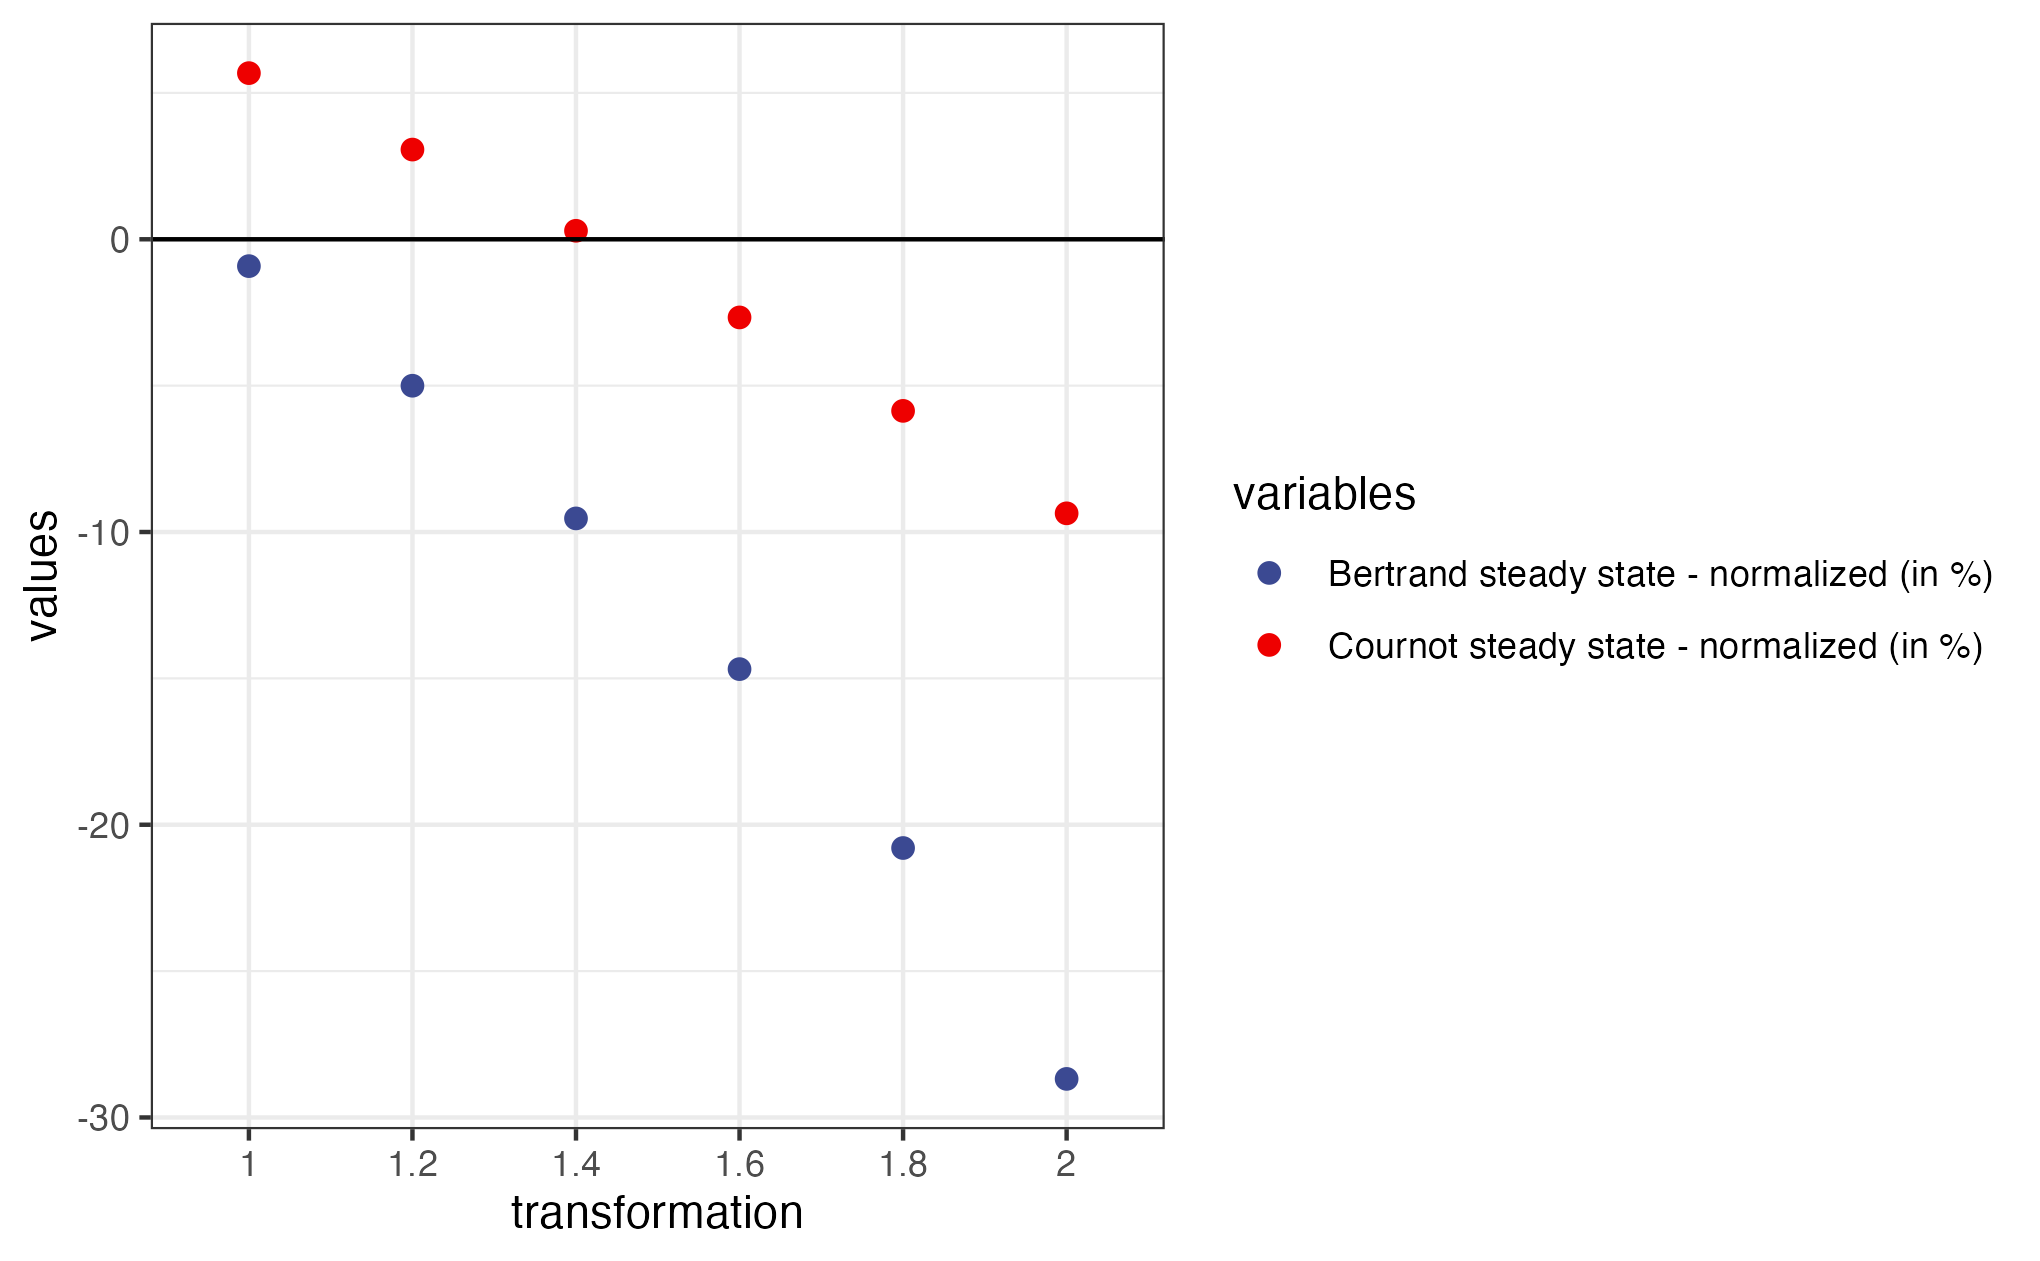 0
-10
-20
-30
values
1 1.2 1.4 1.6 1.8 2
transformation
variables
Bertrand steady state - normalized (in %)
Cournot steady state - normalized (in %)